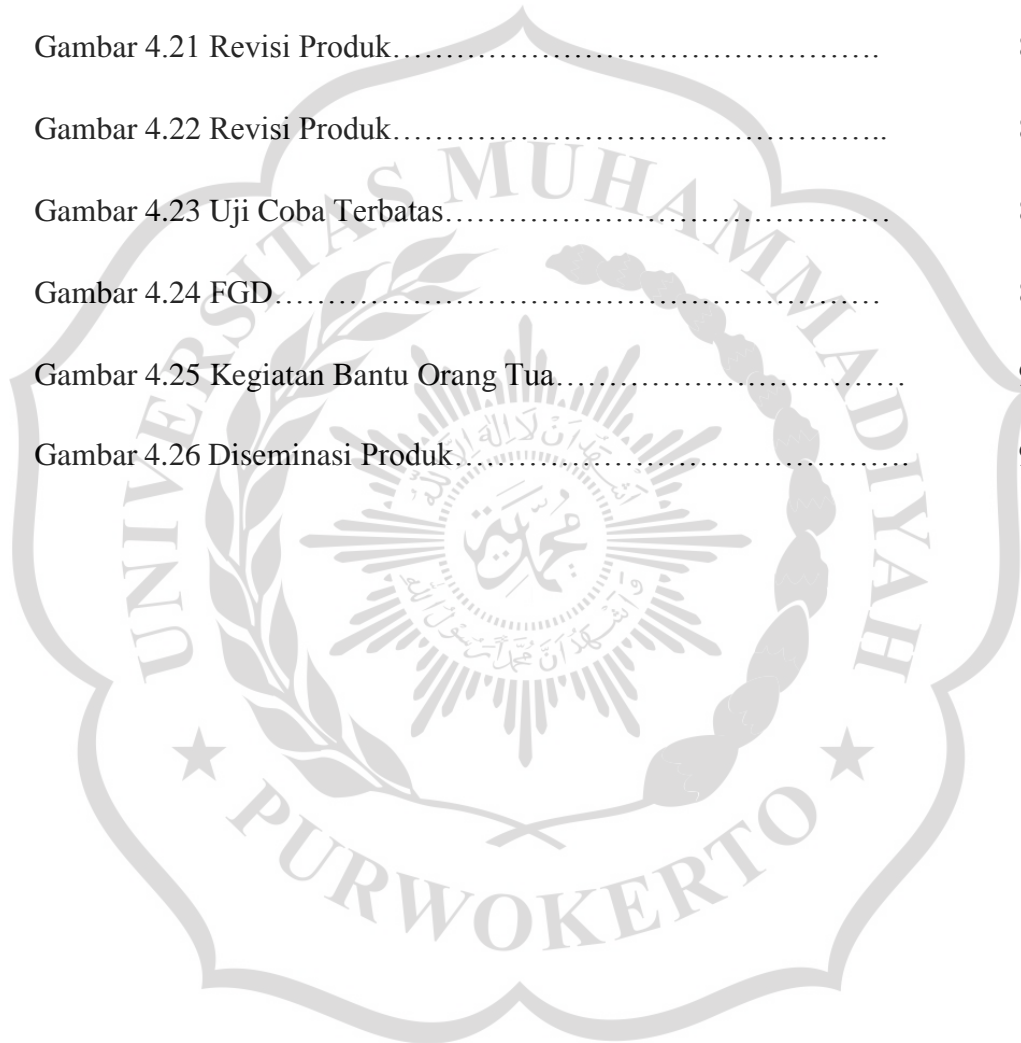 Gambar 4.21 Revisi Produk……………………………………………….
Gambar 4.22 Revisi Produk………………………………………………..
Gambar 4.23 Uji Coba Terbatas……………………………………………
Gambar 4.24 FGD……………………………………………………………
Gambar 4.25 Kegiatan Bantu Orang Tua……………………………
Gambar 4.26 Diseminasi Produk…………………………………………….
UNIVERSITAS MUHAMMADIYAH
PURWOKERTO